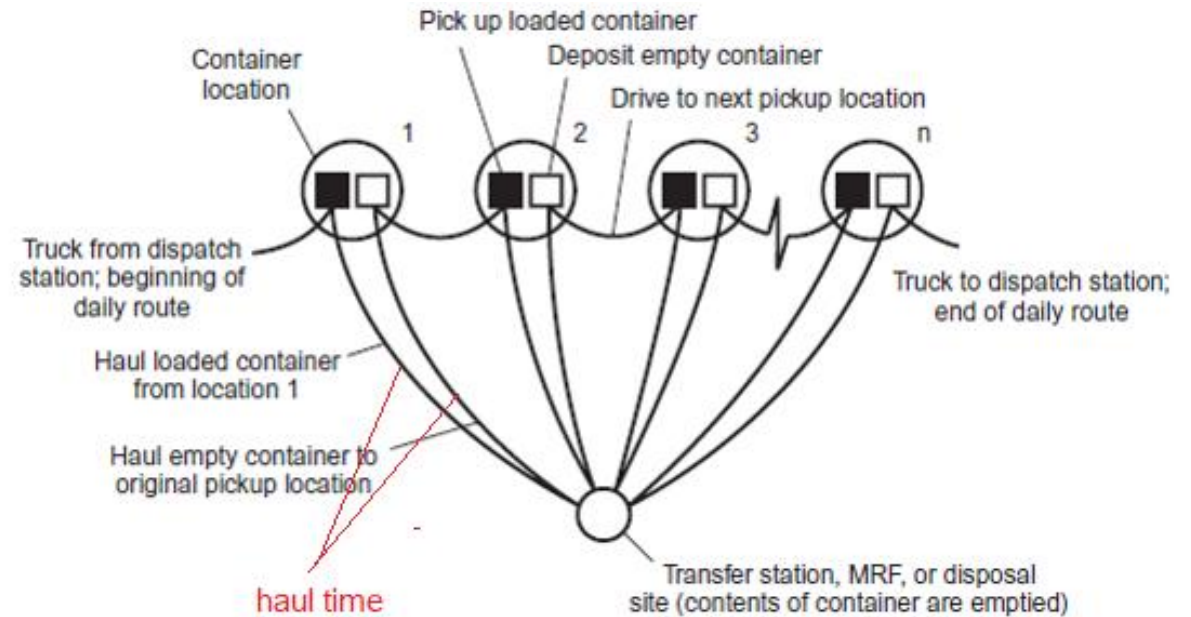 Pick up loaded container
Container
location
Deposit empty container
Drive to next pickup location
1
2
3
n
Truck from dispatch
station; beginning of
daily route
Truck to dispatch station;
end of daily route
Haul loaded container
from location 1
Haul empty container to
original pickup location
haul time
Transfer station, MRF, or disposal
site (contents of container are emptied)